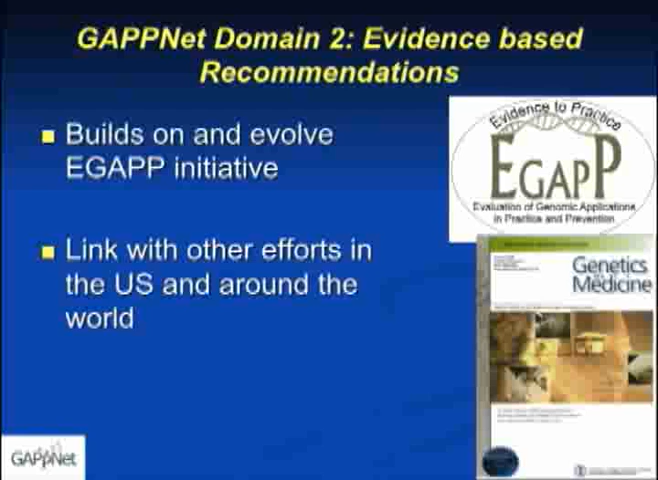 GAPPNet Domain 2: Evidence based
Recommendations
Builds on and evolve
EGAPP initiative
Link with other efforts in
the US and around the
world
Evidence to Practice
EGAPP
Evaluation of Genomic Applications
in Practice and Prevention
Genetics
Medicine
GAPPNet